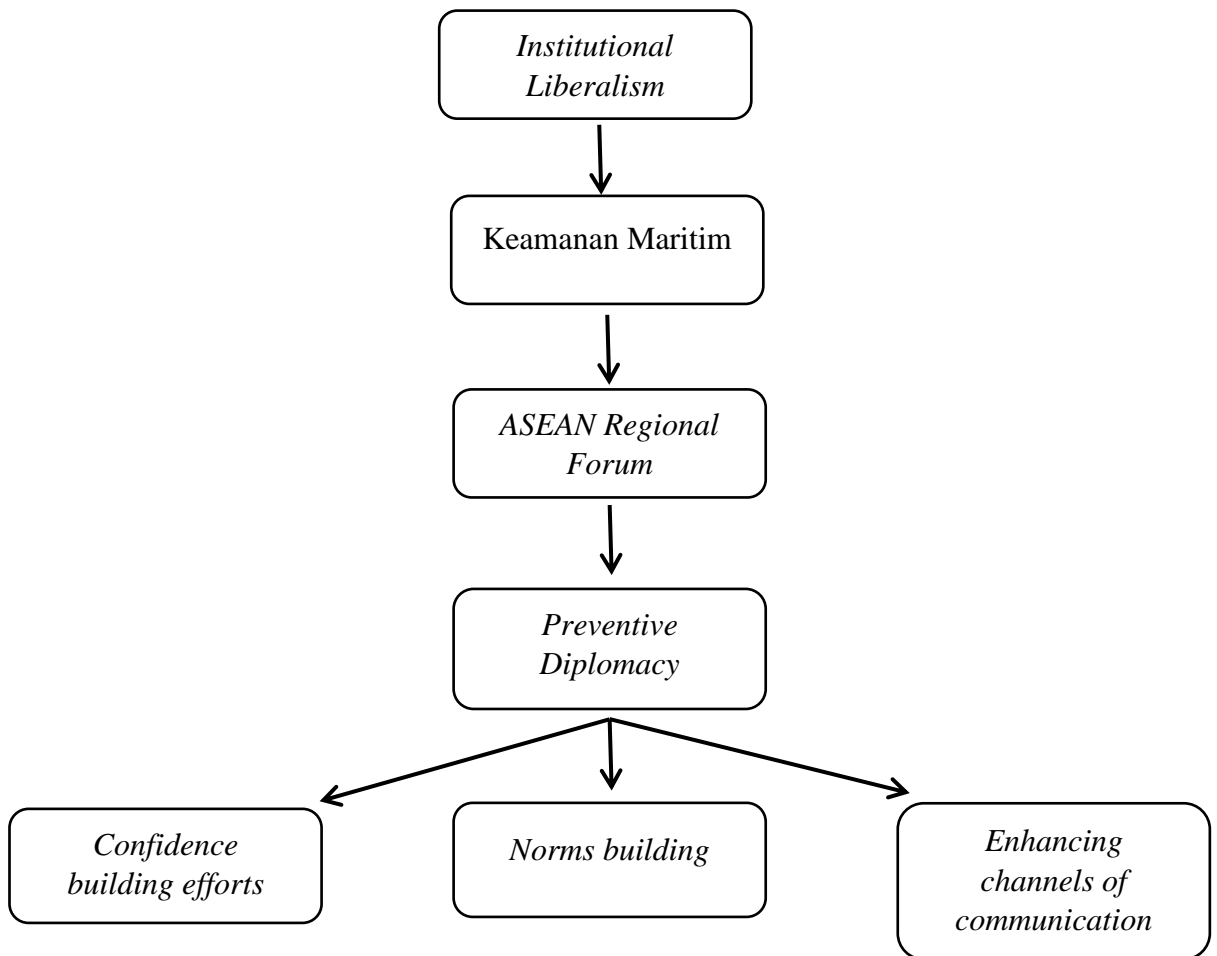 Institutional
Liberalism
Keamanan Maritim
ASEAN Regional
Forum
Preventive
Diplomacy
Confidence
building efforts
Norms building
Enhancing
channels of
communication